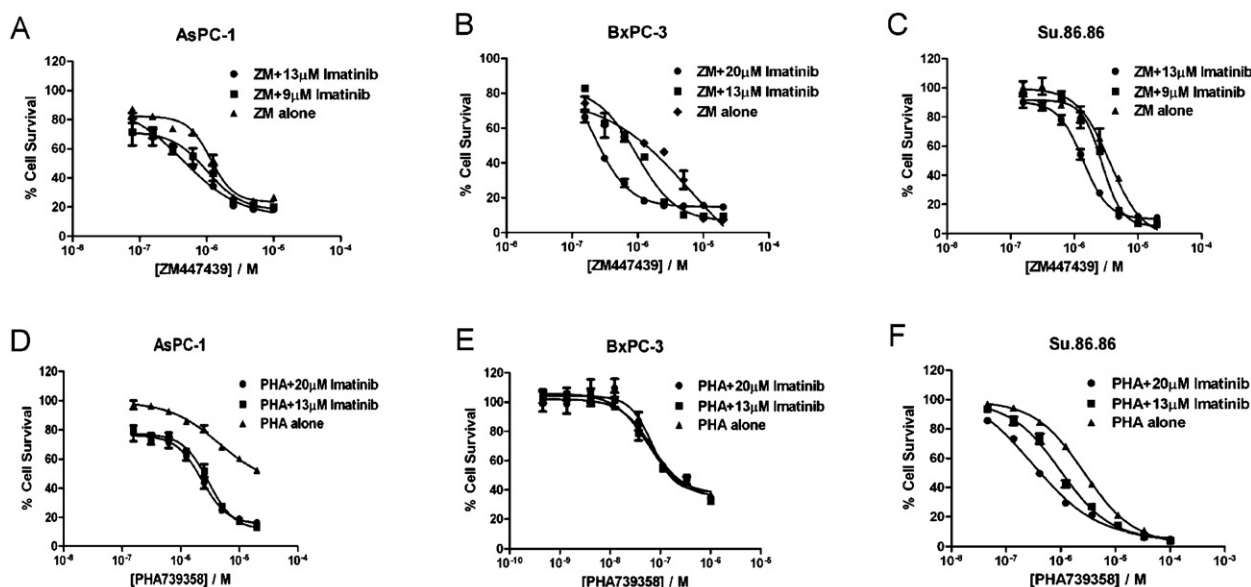 A
AsPC-1
ZM+13μM Imatinib
ZM+9μM Imatinib
ZM alone
% Cell Survival
120
100
80
60
40
20
0
10-8
10-7
10-6
10-5
10-4
[ZM447439] / M
B
BxPC-3
ZM+20μM Imatinib
ZM+13μM Imatinib
ZM alone
% Cell Survival
100
80
60
40
20
0
10-8
10-7
10-6
10-5
10-4
[ZM447439] / M
C
Su.86.86
ZM+13μM Imatinib
ZM+9μM Imatinib
ZM alone
% Cell Survival
120
100
80
60
40
20
0
10-8
10-7
10-6
10-5
10-4
[ZM447439] / M
D
AsPC-1
PHA+20μM Imatinib
PHA+13μM Imatinib
PHA alone
% Cell Survival
120
100
80
60
40
20
0
10-8
10-7
10-6
10-5
10-4
[PHA739358] / M
E
BxPC-3
PHA+20μM Imatinib
PHA+13μM Imatinib
PHA alone
% Cell Survival
120
100
80
60
40
20
0
10-10
10-9
10-8
10-7
10-6
10-5
[PHA739358] / M
F
Su.86.86
PHA+20μM Imatinib
PHA+13μM Imatinib
PHA alone
% Cell Survival
120
100
80
60
40
20
0
10-8
10-7
10-6
10-5
10-4
10-3
[PHA739358] / M